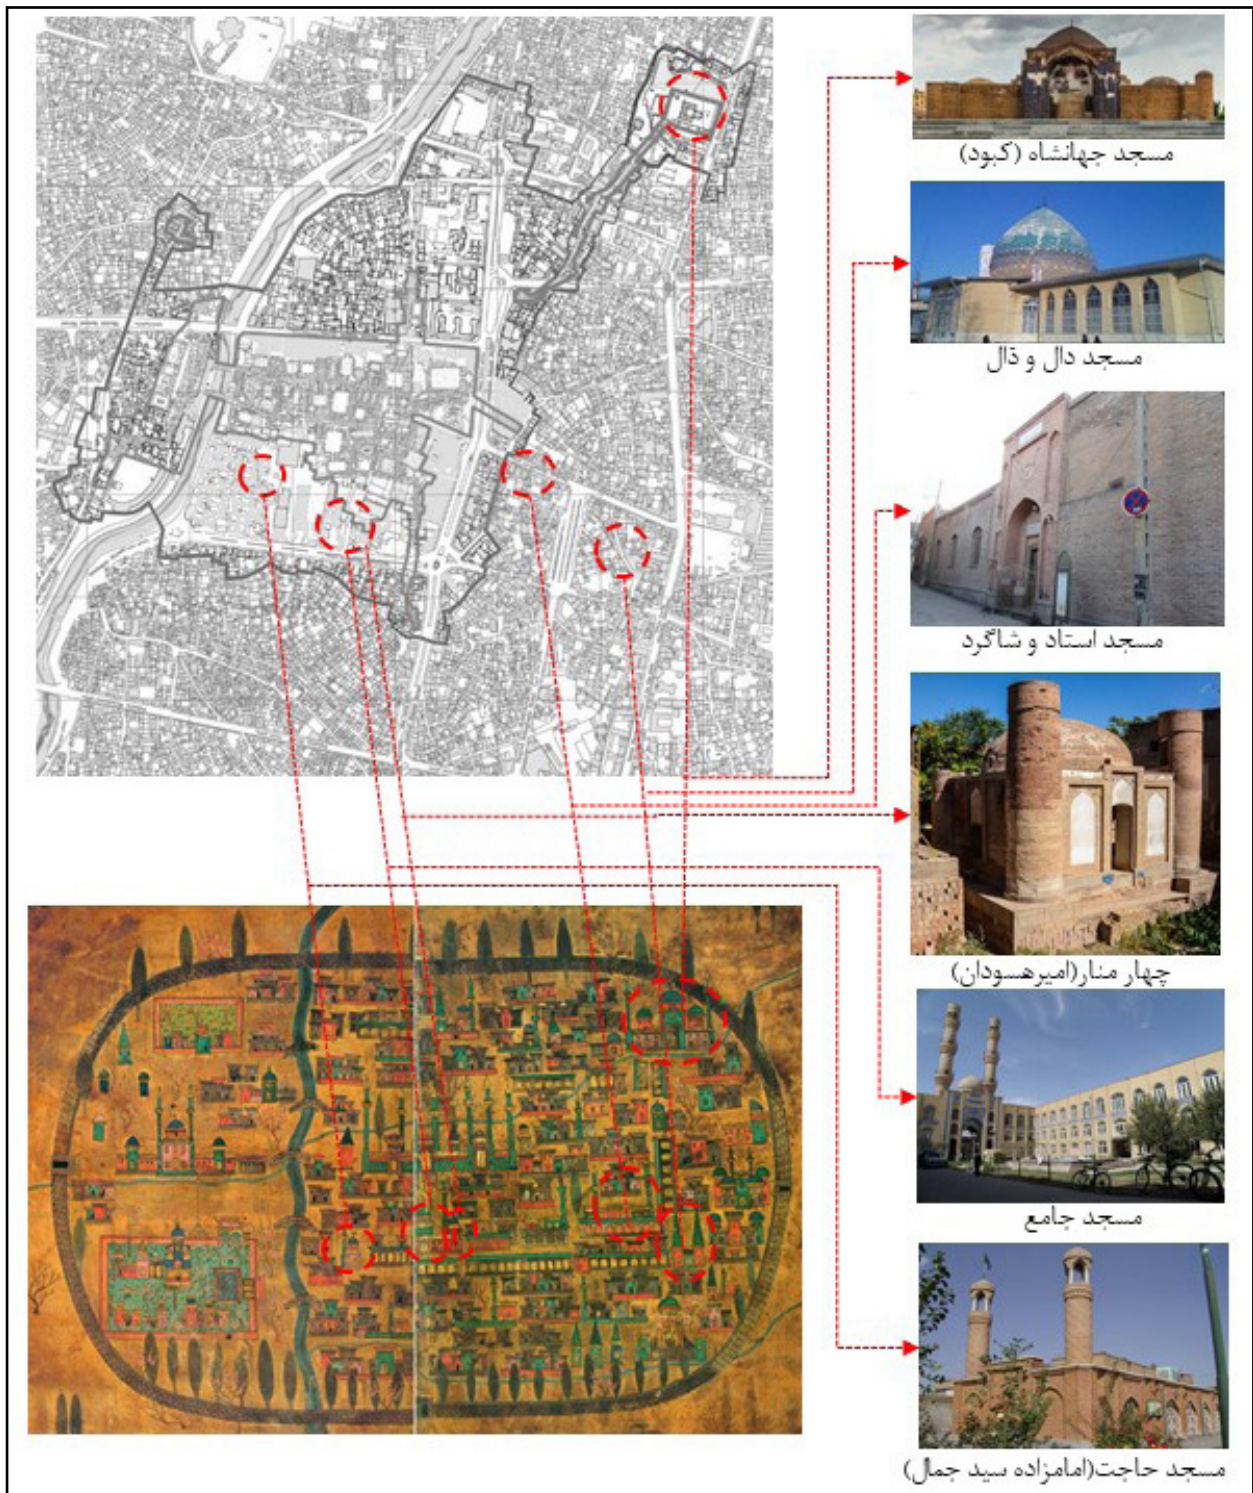 مسجد جهانشاه (کبود)
مسجد دال و ذال
مسجد استاد و شاگرد
چهار منار(امیرهسودان)
مسجد جامع
مسجد حاجت(امامزاده سید جمال)